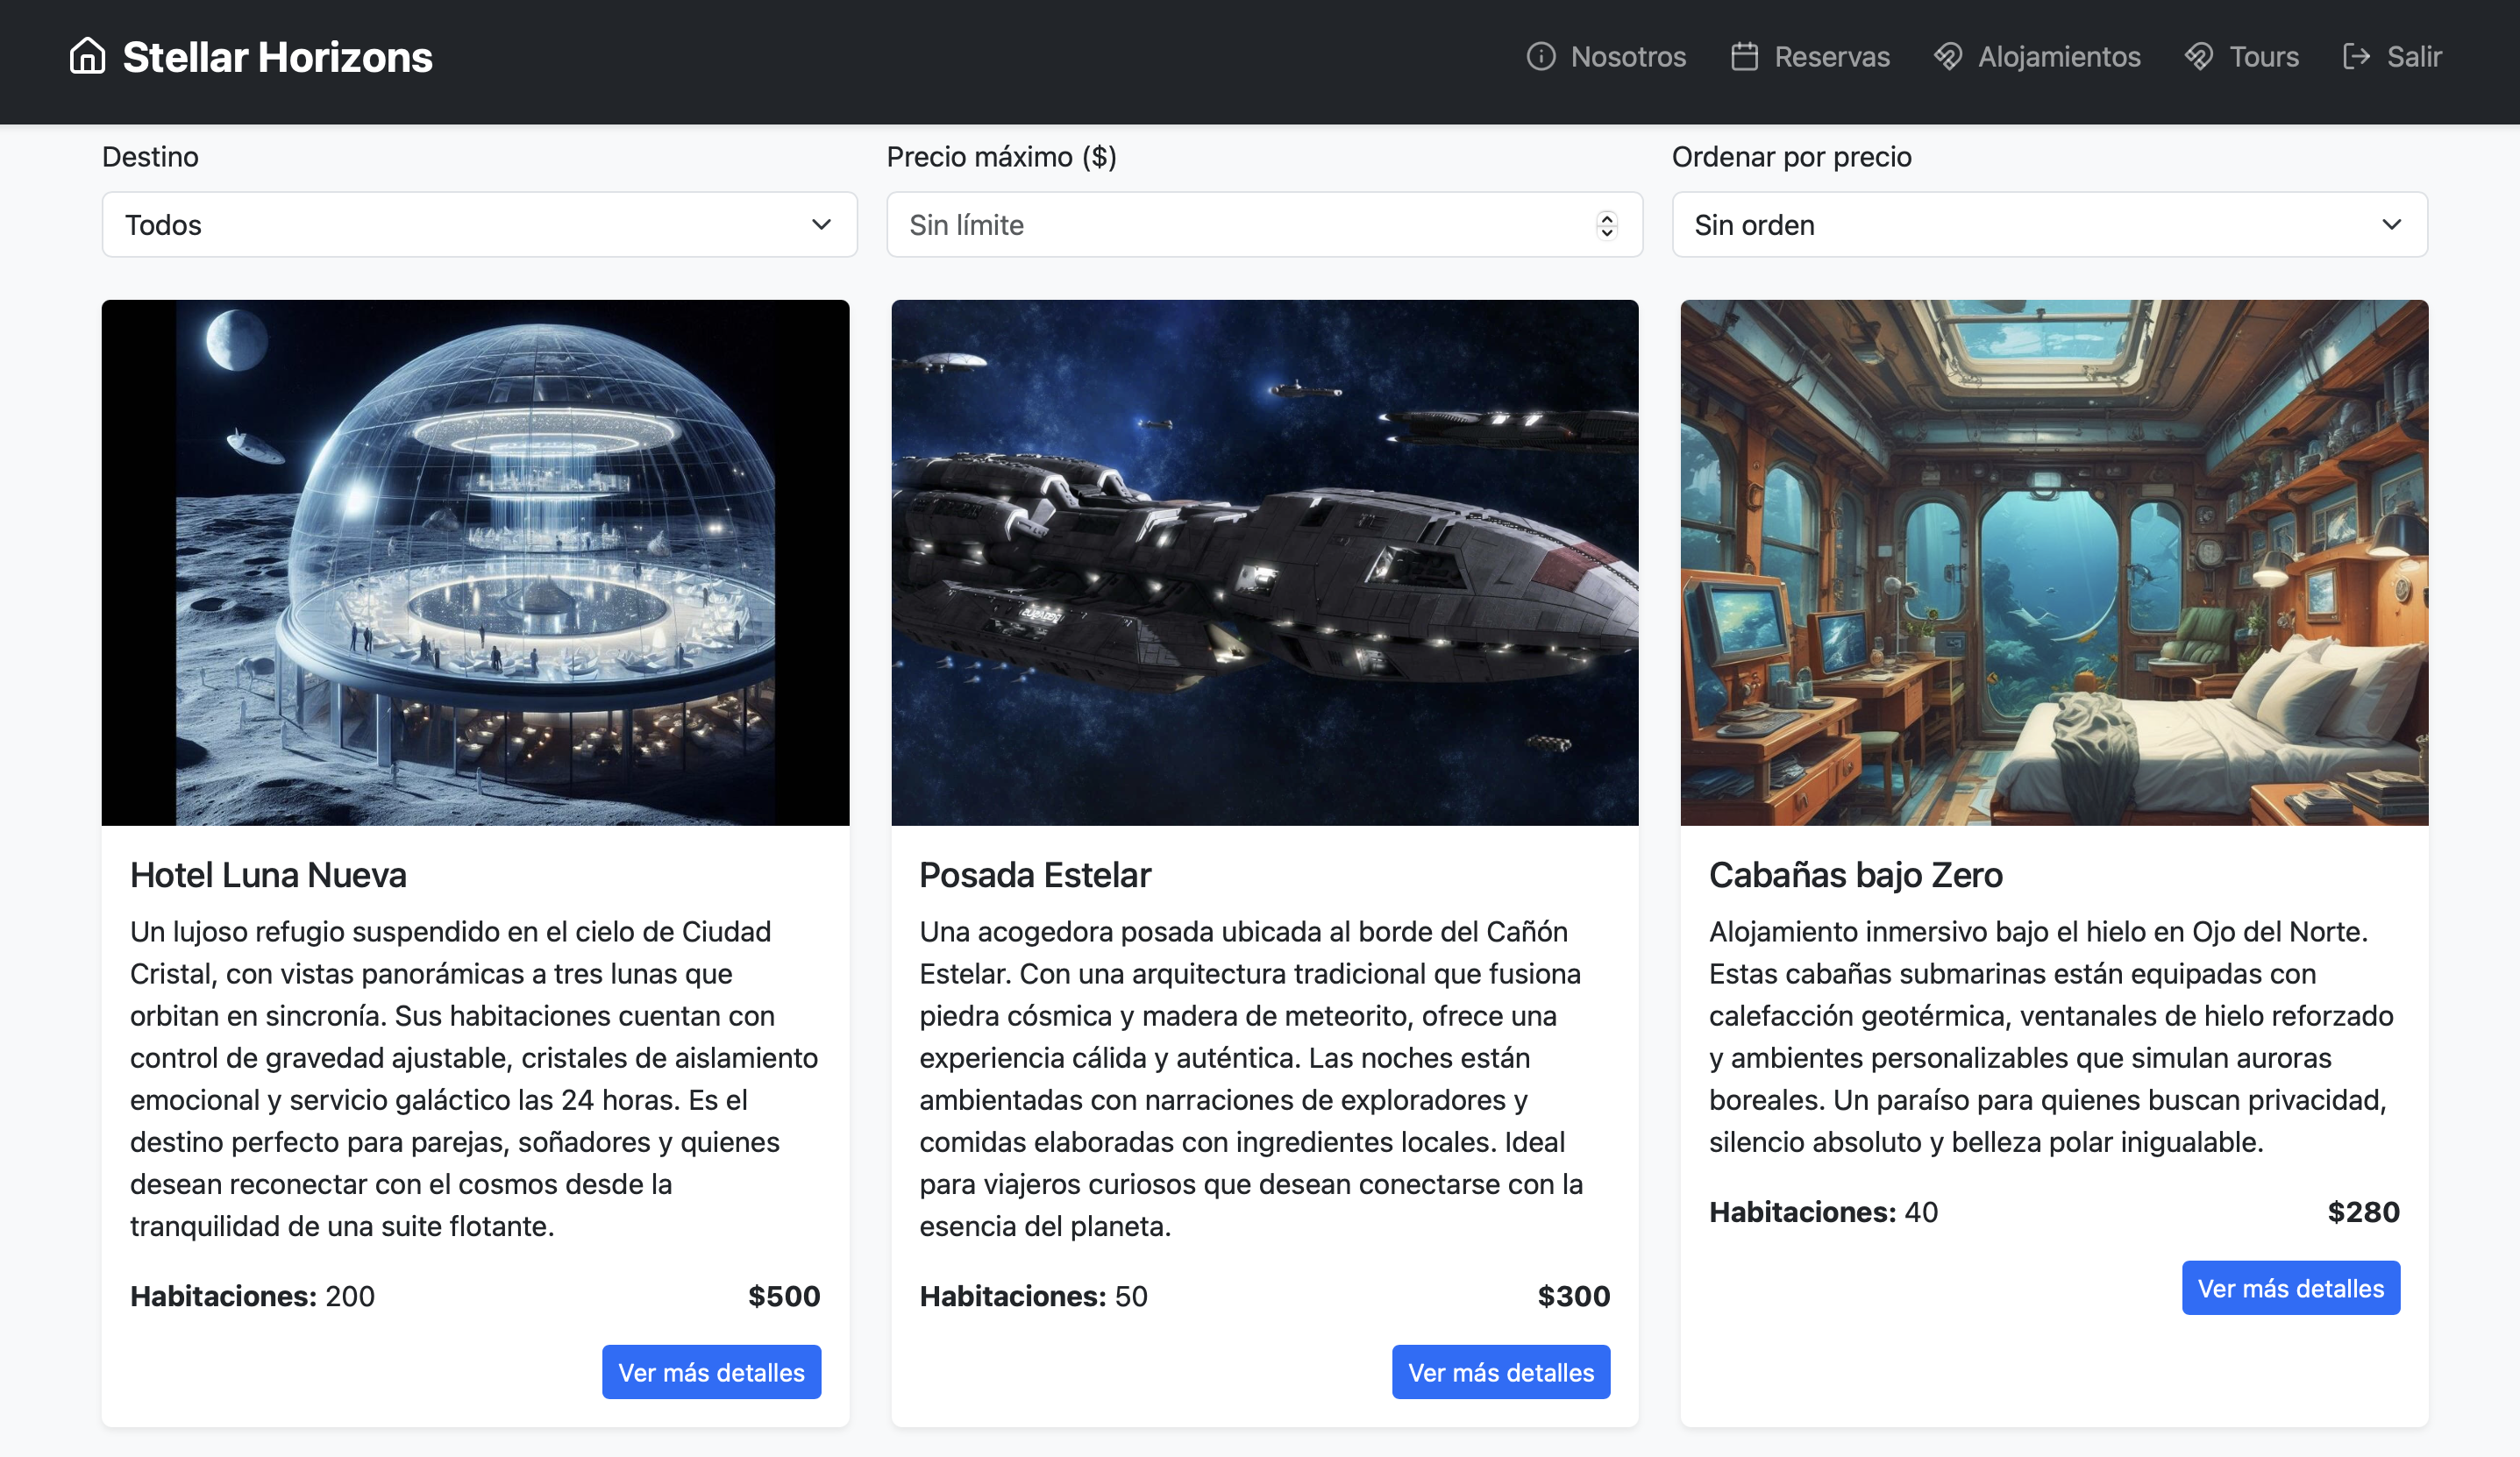 Stellar Horizons
Nosotros
Reservas
Alojamientos
Tours
Salir
Destino
Precio máximo ($)
Ordenar por precio
Todos
Sin límite
Sin orden
Hotel Luna Nueva
Un lujoso refugio suspendido en el cielo de Ciudad
Cristal, con vistas panorámicas a tres lunas que
orbitan en sincronía. Sus habitaciones cuentan con
control de gravedad ajustable, cristales de aislamiento
emocional y servicio galáctico las 24 horas. Es el
destino perfecto para parejas, soñadores y quienes
desean reconectar con el cosmos desde la
tranquilidad de una suite flotante.
Habitaciones: 200
$500
Ver más detalles
Posada Estelar
Una acogedora posada ubicada al borde del Cañón
Estelar. Con una arquitectura tradicional que fusiona
piedra cósmica y madera de meteorito, ofrece una
experiencia cálida y auténtica. Las noches están
ambientadas con narraciones de exploradores y
comidas elaboradas con ingredientes locales. Ideal
para viajeros curiosos que desean conectarse con la
esencia del planeta.
Habitaciones: 50
$300
Ver más detalles
Cabañas bajo Zero
Alojamiento inmersivo bajo el hielo en Ojo del Norte.
Estas cabañas submarinas están equipadas con
calefacción geotérmica, ventanales de hielo reforzado
y ambientes personalizables que simulan auroras
boreales. Un paraíso para quienes buscan privacidad,
silencio absoluto y belleza polar inigualable.
Habitaciones: 40
$280
Ver más detalles